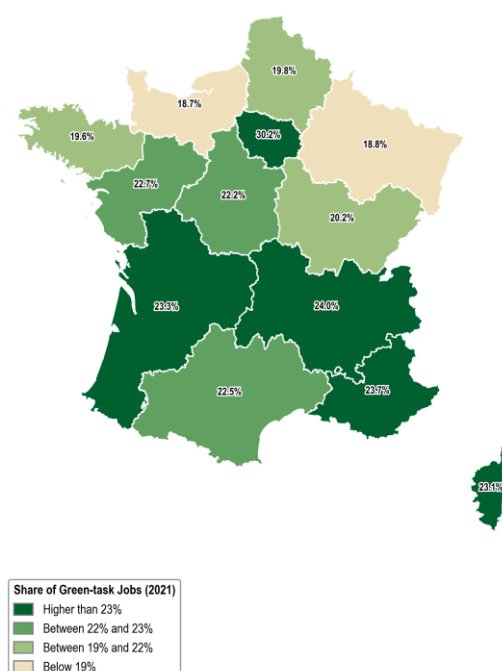 19.8%
18.7%
30.2%
19.6%
18.8%
22.7%
22.2%
20.2%
23.3%
24.0%
22.5%
23.7%
23.1%
Share of Green-task Jobs (2021)
Higher than 23%
Between 22% and 23%
Between 19% and 22%
Below 19%